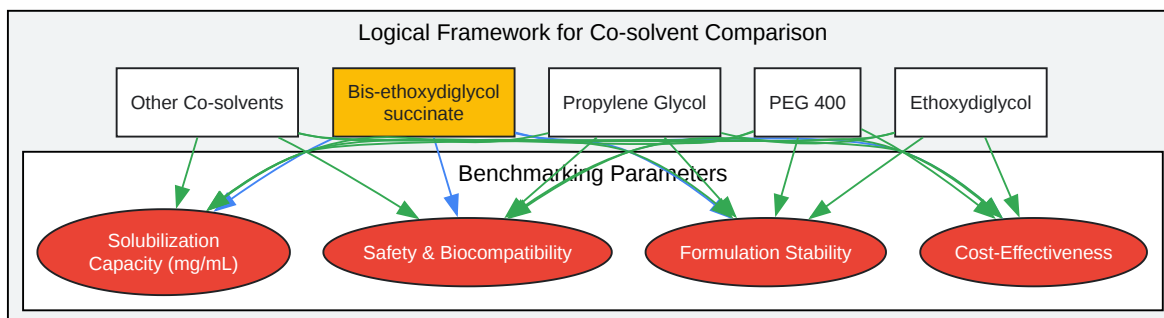 Logical Framework for Co-solvent Comparison
Other Co-solvents
Bis-ethoxydiglycol
succinate
Propylene Glycol
PEG 400
Ethoxydiglycol
Benchmarking Parameters
Solubilization
Capacity (mg/mL)
Safety & Biocompatibility
Formulation Stability
Cost-Effectiveness